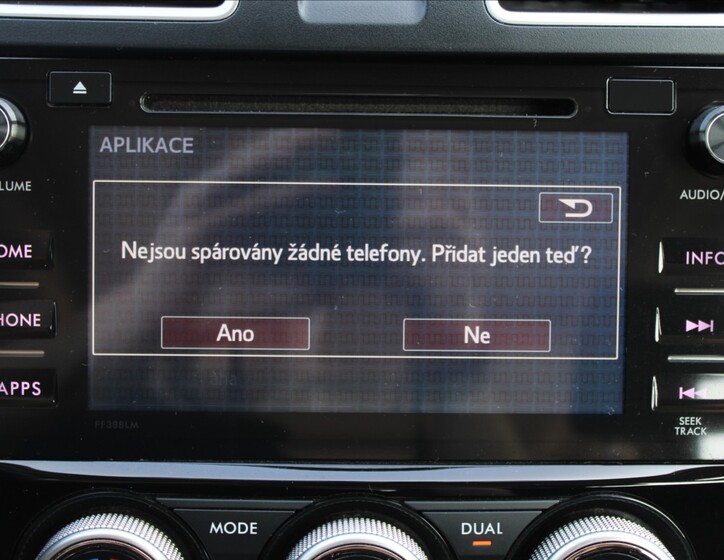 APLIKACE
LUME
AUDIO/
OME
Nejsou spárovány žádné telefony. Přidat jeden teď?
INFO
HONE
Ano
Ne
APPS
SEEK
TRACK
FF388LM
MODE
DUAL